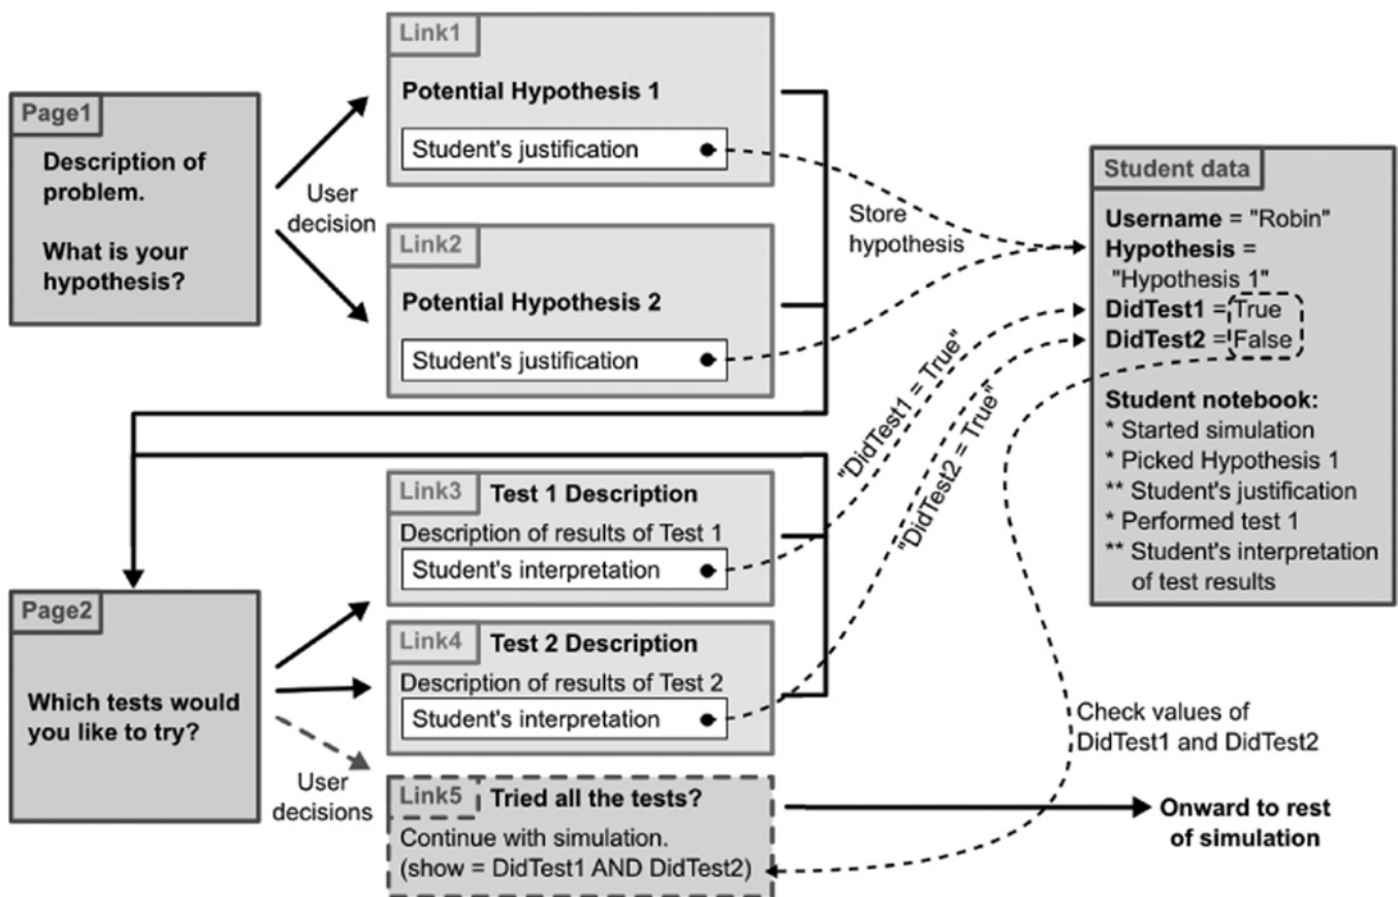 Page1
Description of
problem.
What is your
hypothesis?
User
decision
Link1
Potential Hypothesis 1
Student's justification
Link2
Potential Hypothesis 2
Student's justification
Store
hypothesis
"DidTest1 = True"
"DidTest2 = True"
Student data
Username = "Robin"
Hypothesis =
"Hypothesis 1"
DidTest1 = True
DidTest2 = False
Student notebook:
* Started simulation
* Picked Hypothesis 1
** Student's justification
* Performed test 1
** Student's interpretation
of test results
Page2
Which tests would
you like to try?
User
decisions
Link3
Test 1 Description
Description of results of Test 1
Student's interpretation
Link4
Test 2 Description
Description of results of Test 2
Student's interpretation
Link5
Tried all the tests?
Continue with simulation.
(show = DidTest1 AND DidTest2)
Check values of
DidTest1 and DidTest2
Onward to rest
of simulation